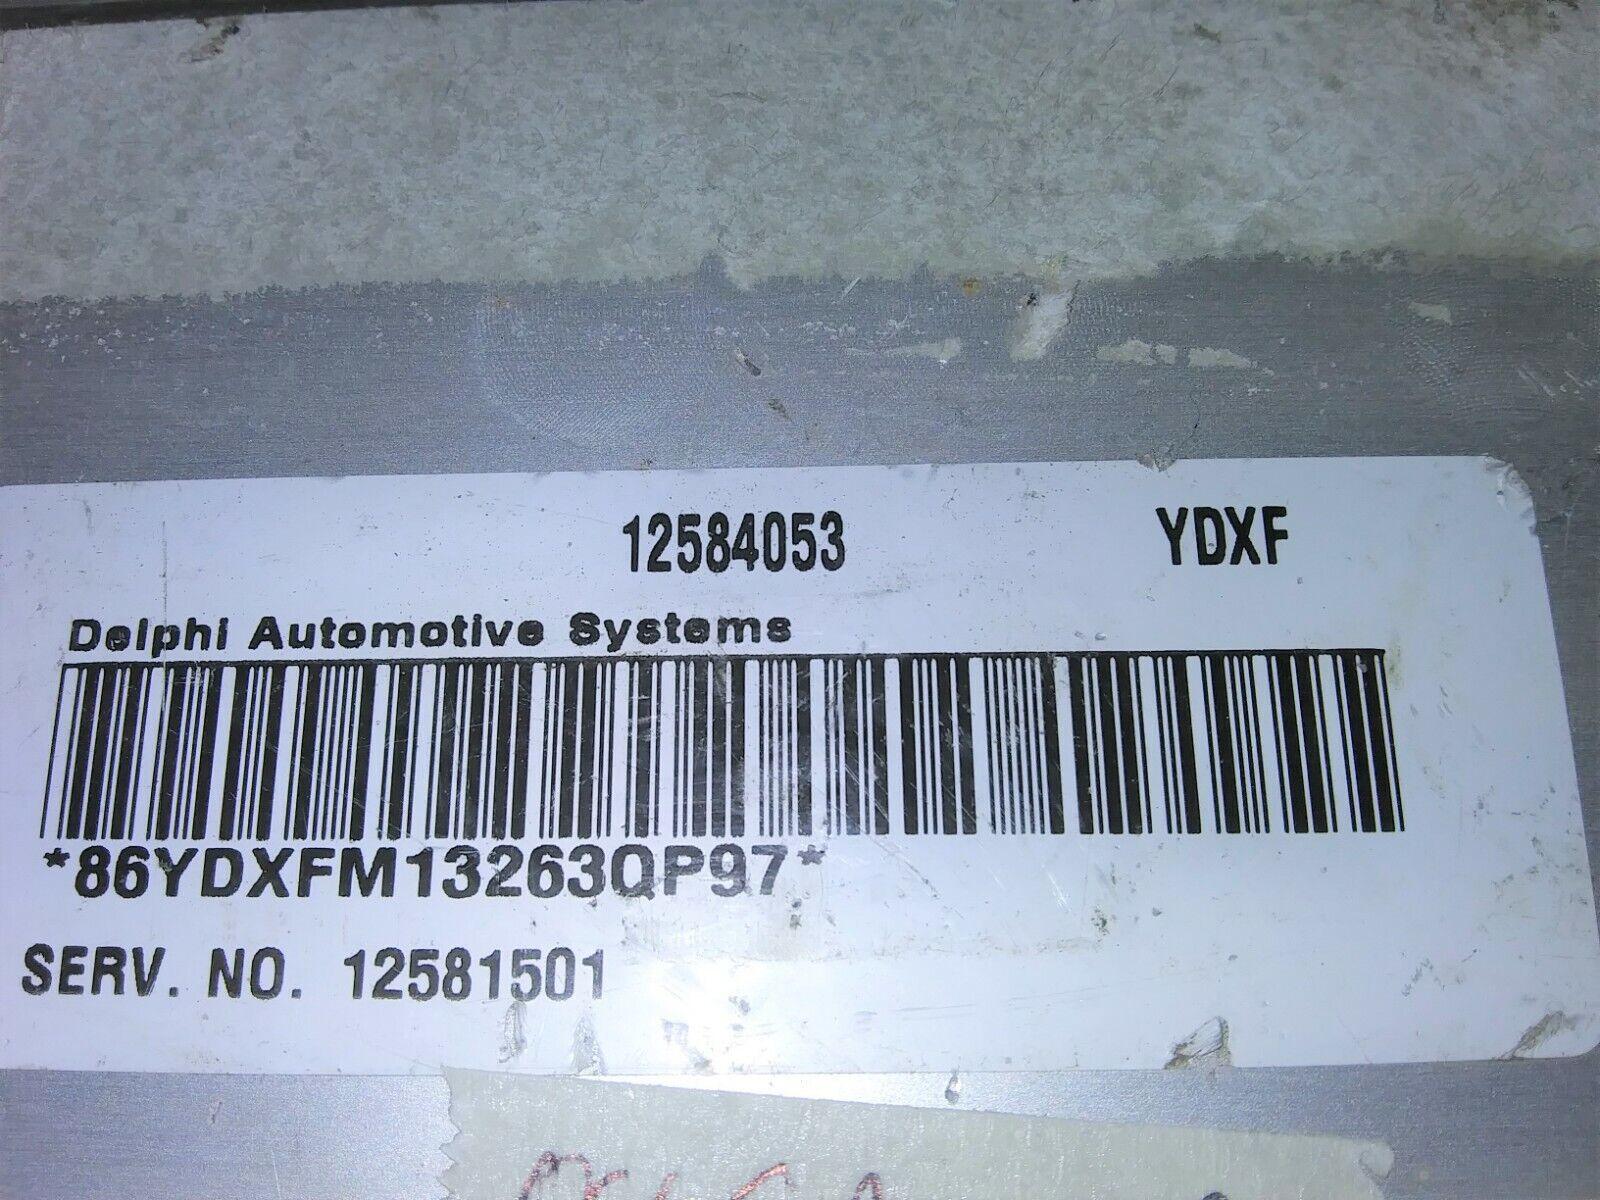 12584053 YDXF
Delphi Automotive Systems
*86YDXFM13263QP97*
SERV. NO. 12581501